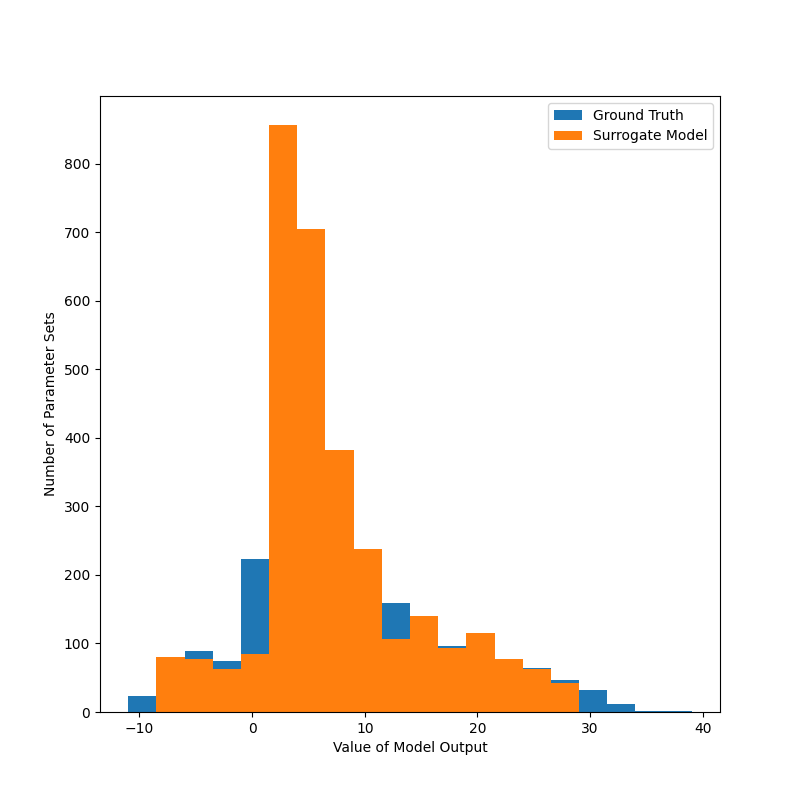 Ground Truth
Surrogate Model
800
700
600
500
400
300
200
100
0
Number of Parameter Sets
−10 0 10 20 30 40
Value of Model Output